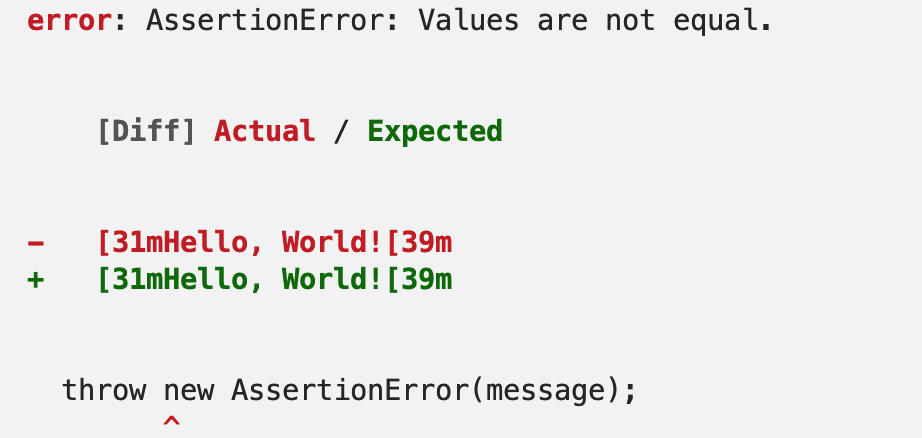 error: AssertionError: Values are not equal.
[Diff] Actual / Expected
-   [31mHello, World![39m
+   [31mHello, World![39m
throw new AssertionError(message);
^